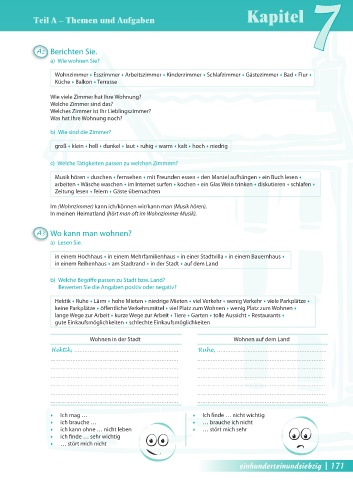 Teil A – Themen und Aufgaben
Kapitel 7
A2 Berichten Sie.
a) Wie wohnen Sie?
Wohnzimmer • Esszimmer • Arbeitszimmer • Kinderzimmer • Schlafzimmer • Gästezimmer • Bad • Flur •
Küche • Balkon • Terrasse
Wie viele Zimmer hat Ihre Wohnung?
Welche Zimmer sind das?
Welches Zimmer ist Ihr Lieblingszimmer?
Was hat Ihre Wohnung noch?
b) Wie sind die Zimmer?
groß • klein • hell • dunkel • laut • ruhig • warm • kalt • hoch • niedrig
c) Welche Tätigkeiten passen zu welchen Zimmern?
Musik hören • duschen • fernsehen • mit Freunden essen • den Mantel aufhängen • ein Buch lesen •
arbeiten • Wäsche waschen • im Internet surfen • kochen • ein Glas Wein trinken • diskutieren • schlafen •
Zeitung lesen • feiern • Gäste übernachten
Im (Wohnzimmer) kann ich/können wir/kann man (Musik hören).
In meinem Heimatland (hört man oft im Wohnzimmer Musik).
A3 Wo kann man wohnen?
a) Lesen Sie.
in einem Hochhaus • in einem Mehrfamilienhaus • in einer Stadtvilla • in einem Bauernhaus •
in einem Reihenhaus • am Stadtrand • in der Stadt • auf dem Land
b) Welche Begriffe passen zu Stadt bzw. Land?
Bewerten Sie die Angaben positiv oder negativ?
Hektik • Ruhe • Lärm • hohe Mieten • niedrige Mieten • viel Verkehr • wenig Verkehr • viele Parkplätze •
keine Parkplätze • öffentliche Verkehrsmittel • viel Platz zum Wohnen • wenig Platz zum Wohnen •
lange Wege zur Arbeit • kurze Wege zur Arbeit • Tiere • Garten • tolle Aussicht • Restaurants •
gute Einkaufsmöglichkeiten • schlechte Einkaufsmöglichkeiten
Wohnen in der Stadt
Wohnen auf dem Land
Hektik,
Ruhe,
• Ich mag …
• Ich brauche …
• Ich kann ohne … nicht leben
• Ich finde … sehr wichtig
• … stört mich nicht
• Ich finde … nicht wichtig
• … brauche ich nicht
• … stört mich sehr
einhunderteinundsiebzig | 171